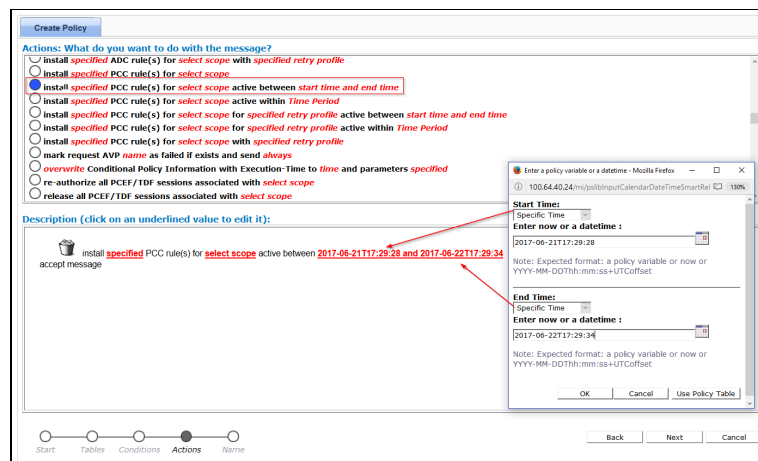 Create Policy
Actions: What do you want to do with the message?
install specified ADC rule(s) for select scope with specified retry profile
install specified PCC rule(s) for select scope
install specified PCC rule(s) for select scope active between start time and end time
install specified PCC rule(s) for select scope active within Time Period
install specified PCC rule(s) for select scope for specified retry profile active between start time and end time
install specified PCC rule(s) for select scope for specified retry profile active within Time Period
install specified PCC rule(s) for select scope with specified retry profile
mark request AVP name as failed if exists and send always
overwrite Conditional Policy Information with Execution-Time to time and parameters specified
re-authorize all PCEF/TDF sessions associated with select scope
release all PCEF/TDF sessions associated with select scope
Description (click on an underlined value to edit it):
install specified PCC rule(s) for select scope active between 2017-06-21T17:29:28 and 2017-06-22T17:29:34
accept message
Enter a policy variable or a datetime - Mozilla Firefox
100.64.40.24/mi/pslibInputCalendarDateTimeSmartRel 130%
Start Time:
Specific Time
Enter now or a datetime :
2017-06-21T17:29:28
Note: Expected format: a policy variable or now or
YYYY-MM-DDThh:mm:ss+UTCoffset
End Time:
Specific Time
Enter now or a datetime :
2017-06-22T17:29:34
Note: Expected format: a policy variable or now or
YYYY-MM-DDThh:mm:ss+UTCoffset
OK Cancel Use Policy Table
Start Tables Conditions Actions Name
Back Next Cancel